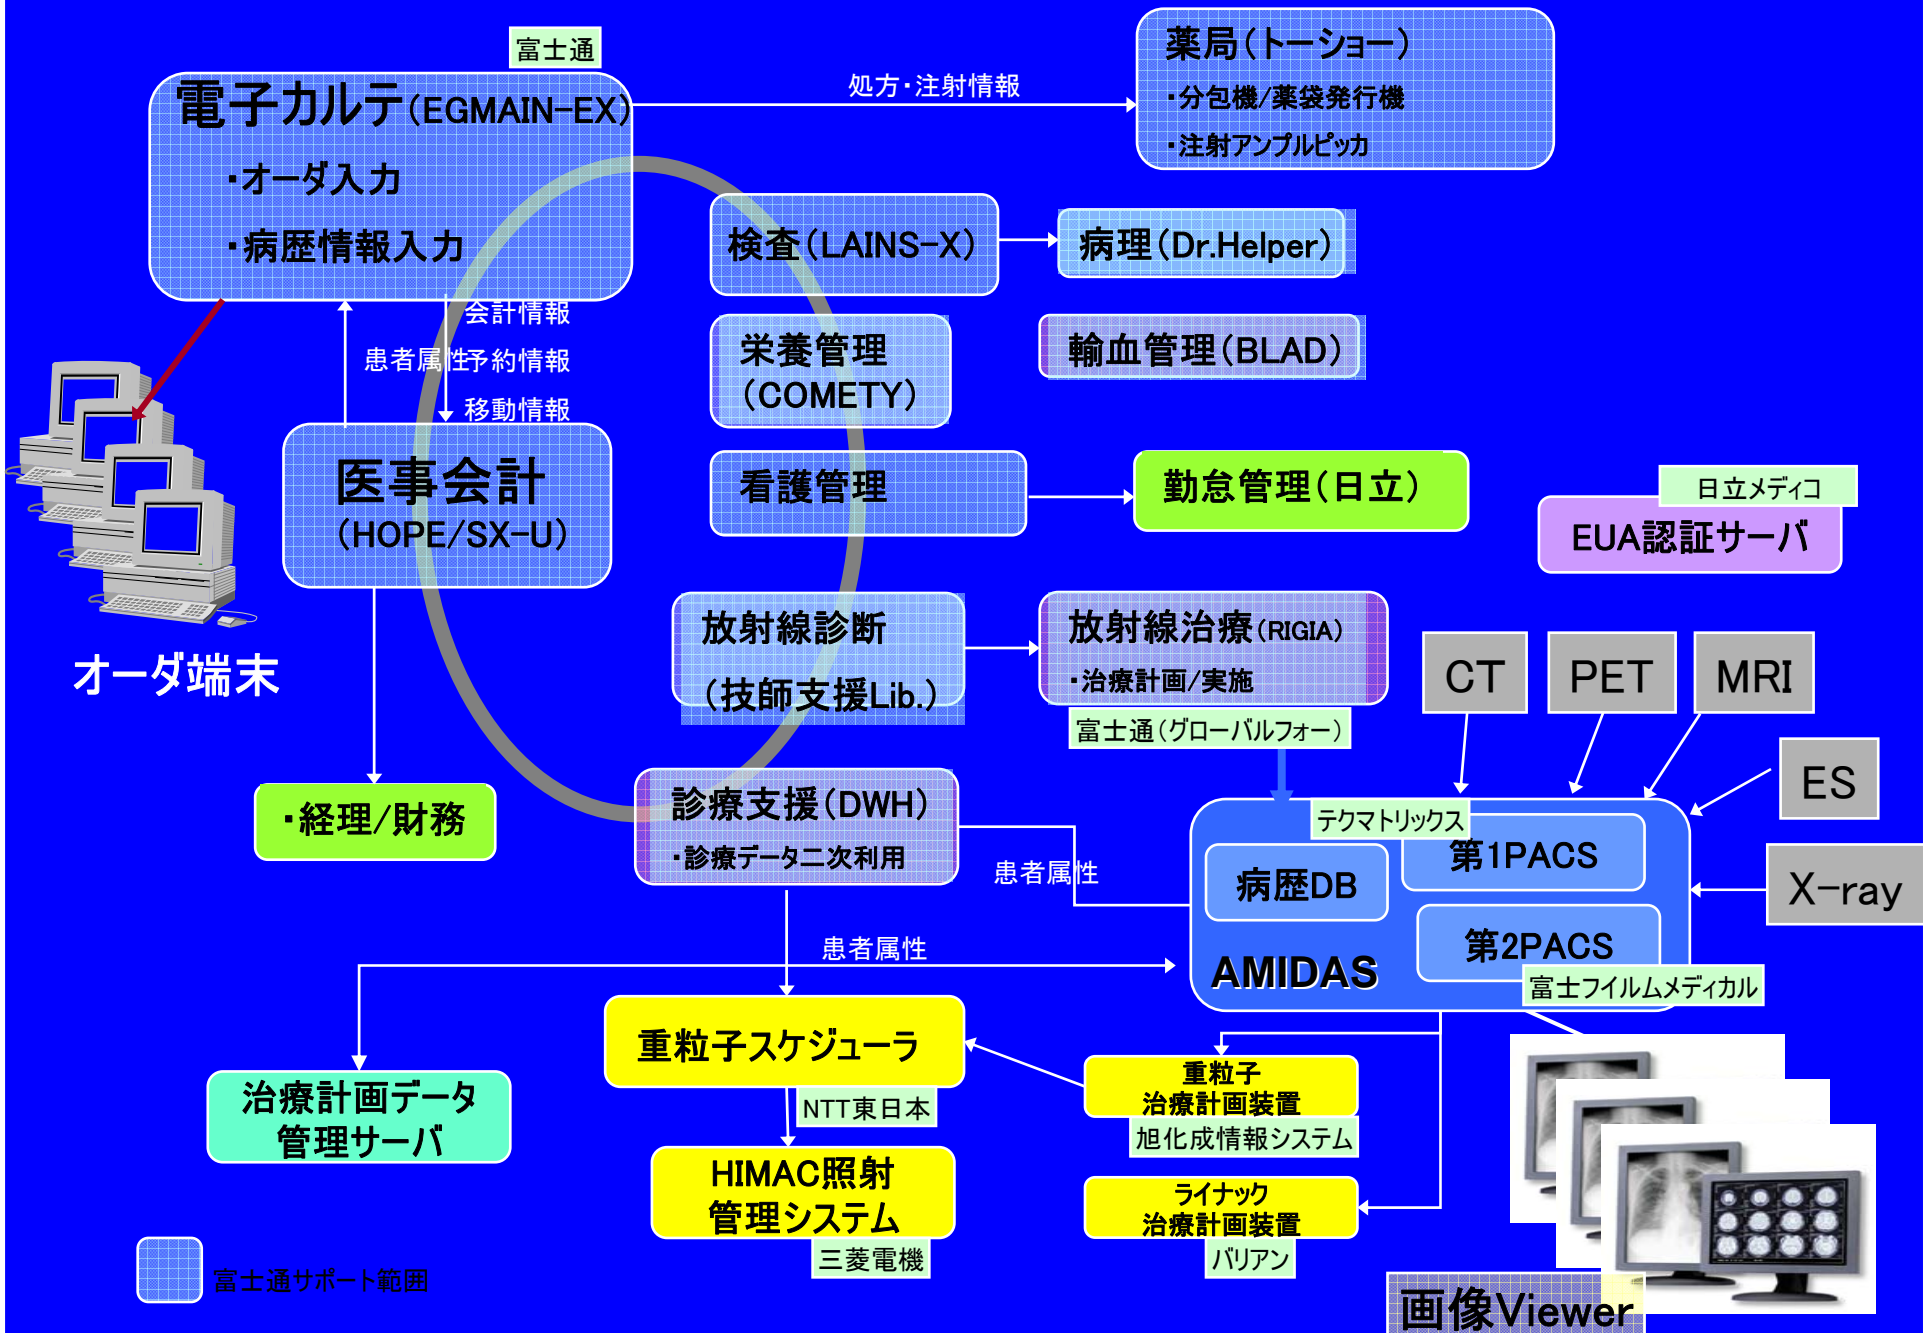 富士通
電子カルテ(EGMAIN-EX)
・オーダ入力
・病歴情報入力
処方・注射情報
薬局(トーショー)
・分包機/薬袋発行機
・注射アンプルピッカ
検査(LAINS-X)
病理(Dr.Helper)
会計情報
患者属性
予約情報
移動情報
栄養管理
(COMETY)
輸血管理(BLAD)
医事会計
(HOPE/SX-U)
看護管理
勤怠管理(日立)
日立メディコ
EUA認証サーバ
オーダ端末
放射線診断
(技師支援Lib.)
放射線治療(RIGIA)
・治療計画/実施
富士通(グローバルフォー)
CT
PET
MRI
ES
X-ray
・経理/財務
診療支援(DWH)
・診療データ二次利用
患者属性
テクマトリックス
第1PACS
病歴DB
第2PACS
AMIDAS
富士フイルムメディカル
患者属性
重粒子スケジューラ
NTT東日本
重粒子
治療計画装置
旭化成情報システム
治療計画データ
管理サーバ
HIMAC照射
管理システム
三菱電機
ライナック
治療計画装置
バリアン
富士通サポート範囲
画像Viewer